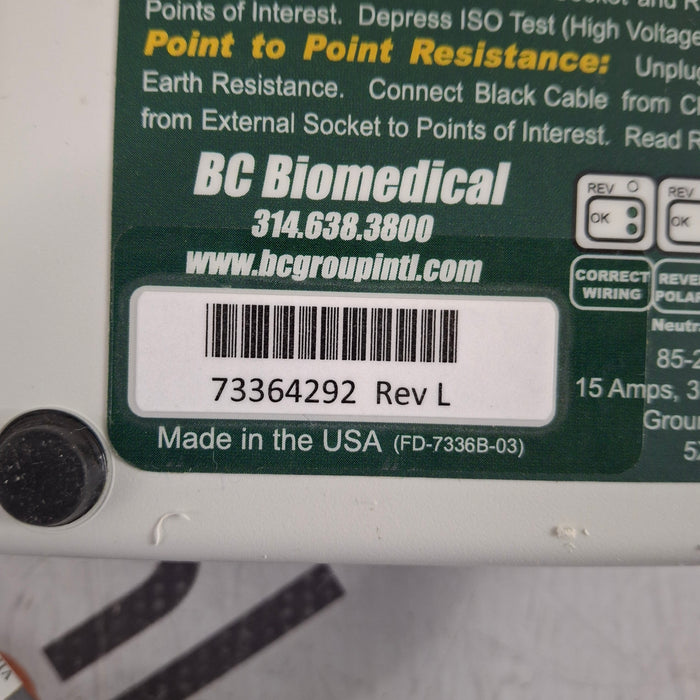 Points of Interest. Depress ISO Test (High Voltage
Point to Point Resistance:
Earth Resistance. Connect Black Cable from
from External Socket to Points of Interest. Read
BC Biomedical
314.638.3800
www.bcgroupintl.com
REV
OK
REV
OK
CORRECT
WIRING
73364292 Rev L
15 Amps,
Made in the USA (FD-7336B-03)